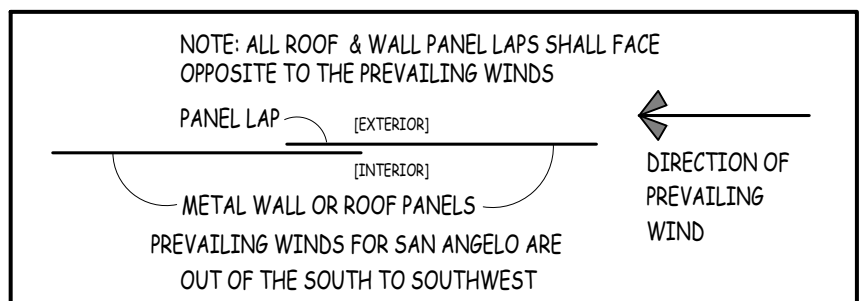 NOTE: ALL ROOF & WALL PANEL LAPS SHALL FACE
OPPOSITE TO THE PREVAILING WINDS
PANEL LAP
[EXTERIOR]
[INTERIOR]
METAL WALL OR ROOF PANELS
DIRECTION OF
PREVAILING
WIND
PREVAILING WINDS FOR SAN ANGELO ARE
OUT OF THE SOUTH TO SOUTHWEST